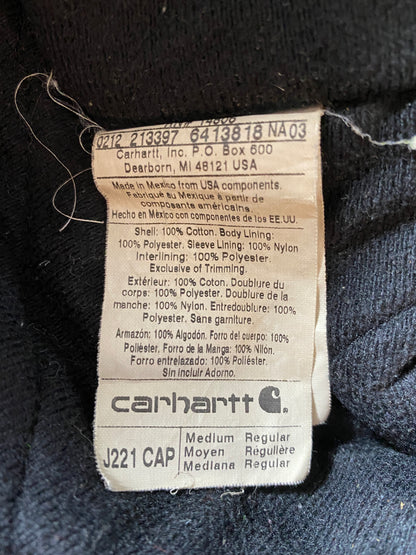 RN# 14806
0212 213397 6413818 NA03
Carhartt, Inc. P.O. Box 600
Dearborn, MI 48121 USA
Made in Mexico from USA components.
Fabriqué au Mexique à partir de
composants américains.
Hecho en México con componentes de los EE.UU.
Shell: 100% Cotton. Body Lining:
100% Polyester. Sleeve Lining: 100% Nylon
Interlining: 100% Polyester.
Exclusive of Trimming.
Extérieur: 100% Coton. Doublure du
corps: 100% Polyester. Doublure de la
manche: 100% Nylon. Entredoublure: 100%
Polyester. Sans garniture.
Armazón: 100% Algodón. Forro del cuerpo: 100%
Poliéster. Forro de la Manga: 100% Nilon.
Forro entrelazado: 100% Poliéster.
Sin Incluir Adorno.
carhartt
J221 CAP
Medium Regular
Moyen Régulière
Mediana Regular